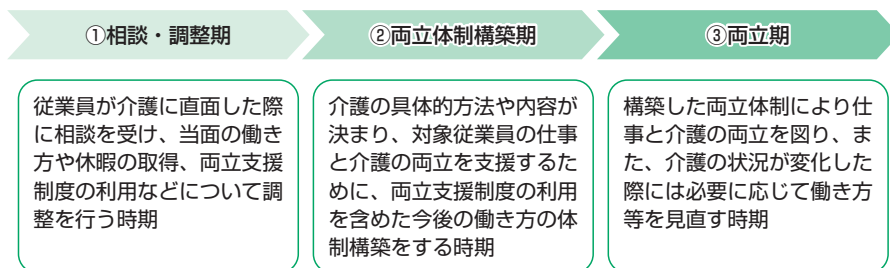 ①相談・調整期
②両立体制構築期
③両立期
従業員が介護に直面した際
に相談を受け、当面の働き
方や休暇の取得、両立支援
制度の利用などについて調
整を行う時期
介護の具体的方法や内容が
決まり、対象従業員の仕事
と介護の両立を支援するた
めに、両立支援制度の利用
を含めた今後の働き方の体
制構築をする時期
構築した両立体制により仕
事と介護の両立を図り、ま
た、介護の状況が変化した
際には必要に応じて働き方
等を見直す時期